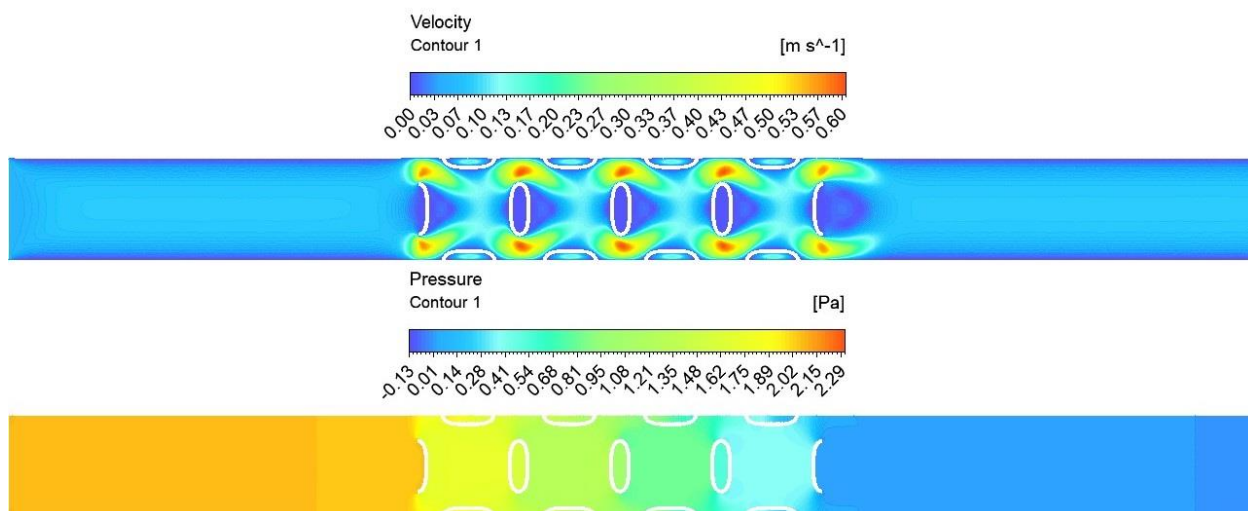 Velocity
Contour 1 [m s^-1]
0.00 0.03 0.07 0.10 0.13 0.17 0.20 0.23 0.27 0.30 0.33 0.37 0.40 0.43 0.47 0.50 0.53 0.57 0.60
Pressure
Contour 1 [Pa]
-0.13 0.01 0.14 0.28 0.41 0.54 0.68 0.81 0.95 1.08 1.21 1.35 1.48 1.62 1.75 1.89 2.02 2.15 2.29